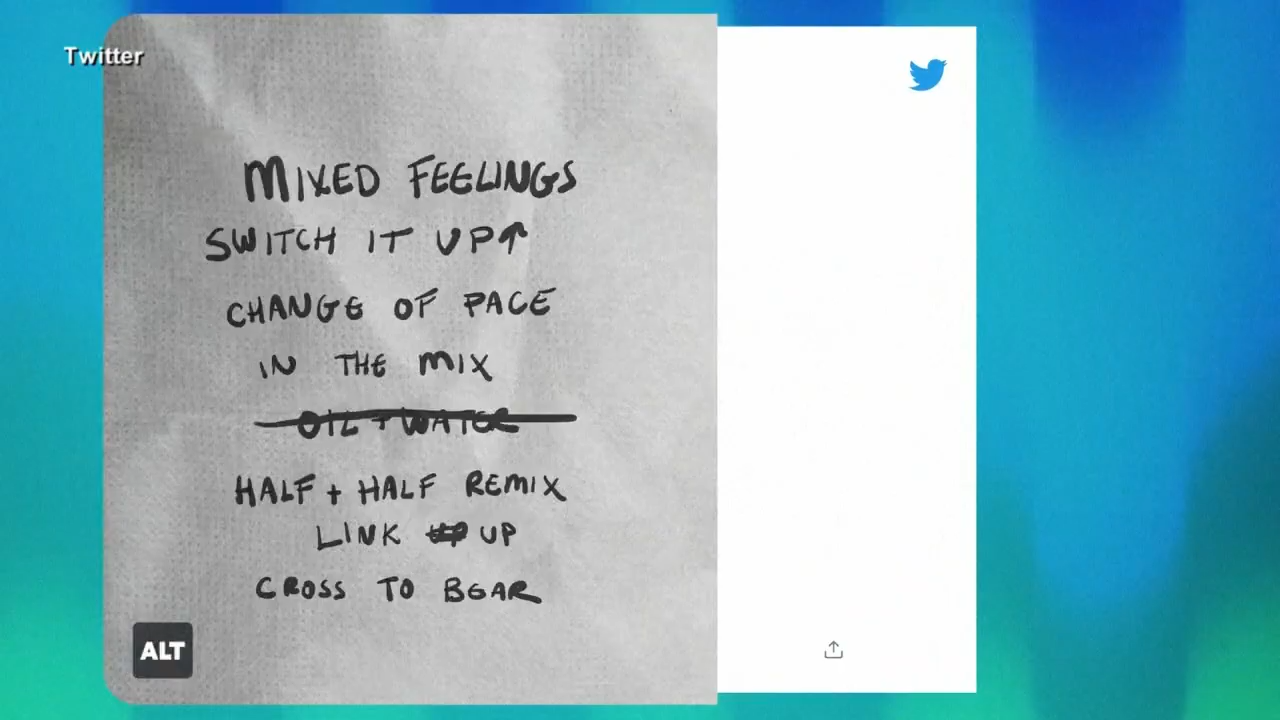 Twitter
MIXED FEELINGS
SWITCH IT UP↑
CHANGE OF PACE
IN THE MIX
OIL + WATER
HALF + HALF REMIX
LINK UP
CROSS TO BEAR
ALT